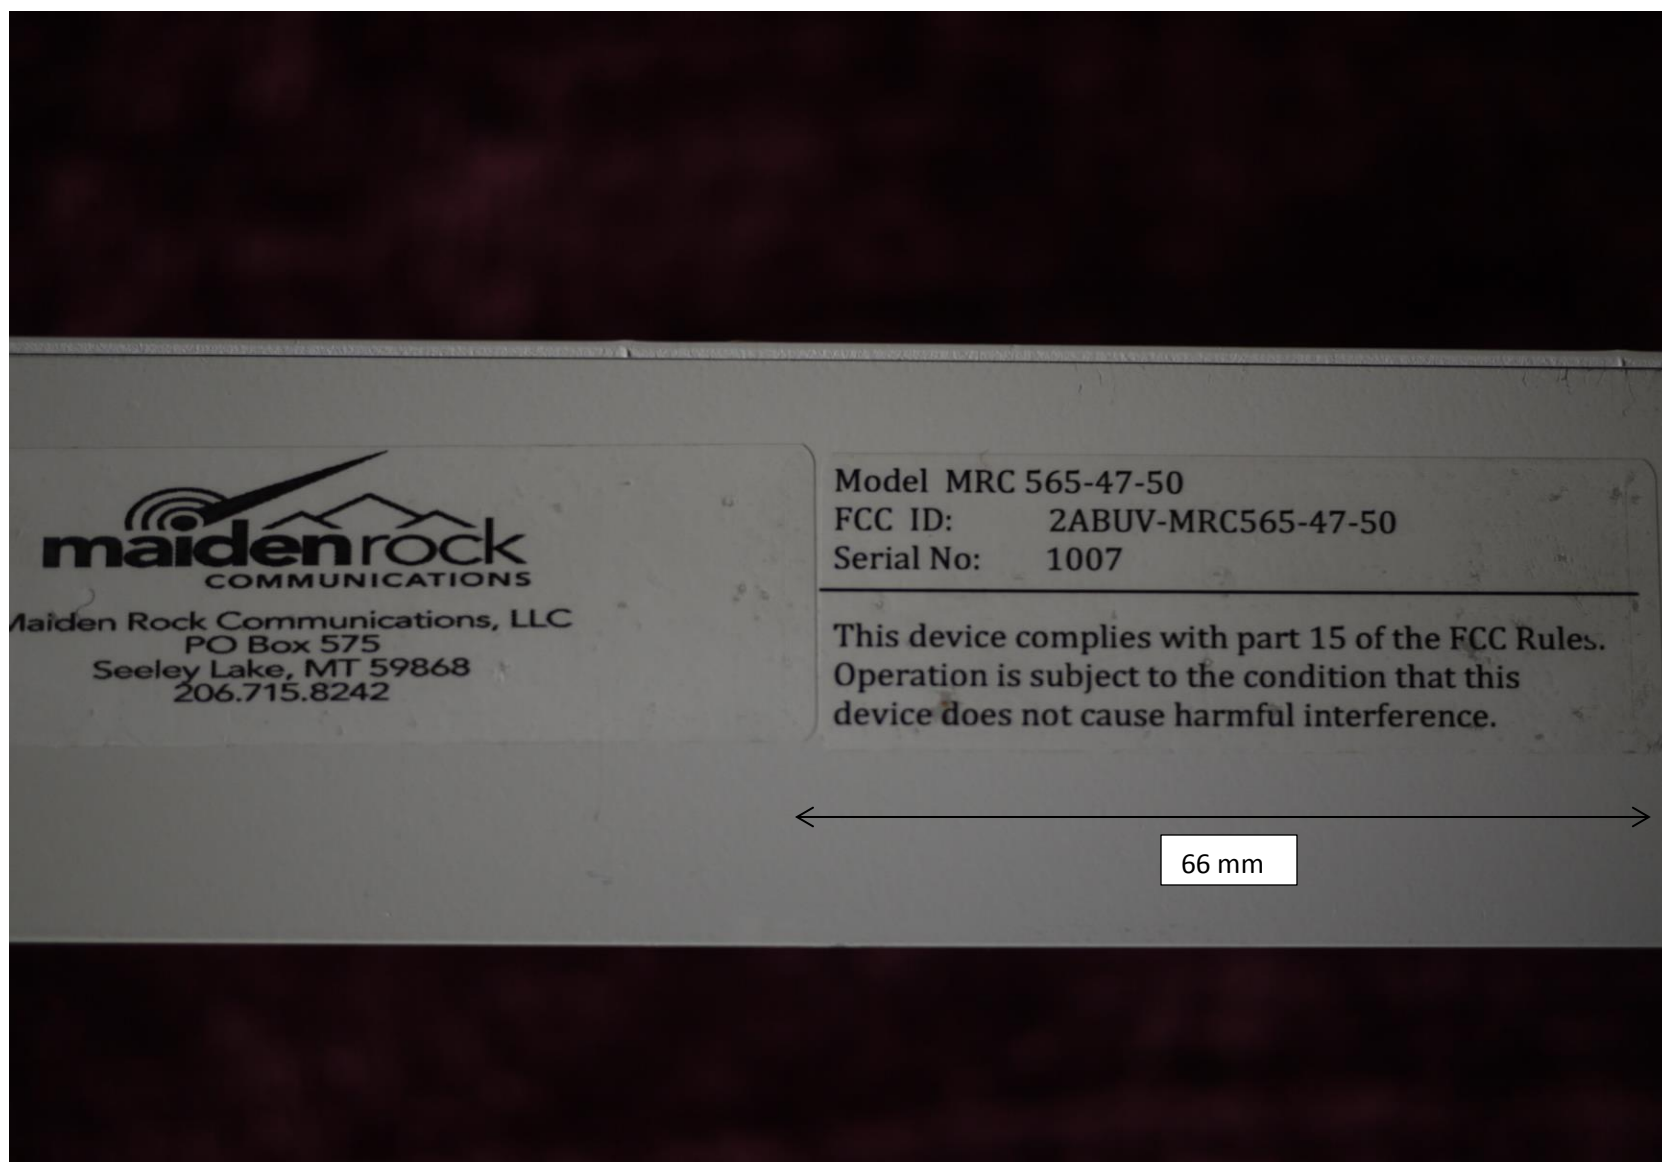 maidenrock
COMMUNICATIONS
Maiden Rock Communications, LLC
PO Box 575
Seeley Lake, MT 59868
206.715.8242
Model MRC 565-47-50
FCC ID: 2ABUV-MRC565-47-50
Serial No: 1007
This device complies with part 15 of the FCC Rules.
Operation is subject to the condition that this
device does not cause harmful interference.
66 mm